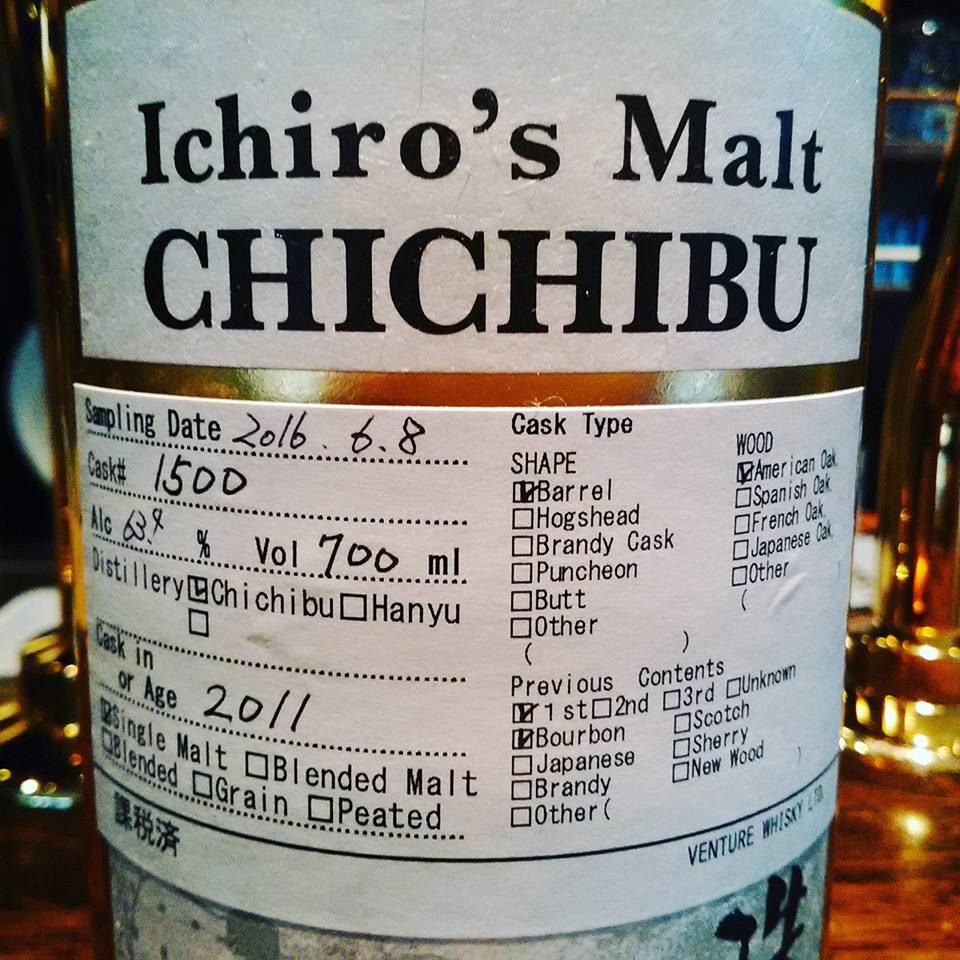 Ichiro's Malt
CHICHIBU
Sampling Date 2016.6.8
Cask# 1500
Alc 63.4 % Vol 700 ml
Distillery ☑Chichibu ☐Hanyu
☐
Cask in
or Age 2011
☑Single Malt ☐Blended Malt
☐Blended ☐Grain ☐Peated
課税済
Cask Type
SHAPE
☑Barrel
☐Hogshead
☐Brandy Cask
☐Puncheon
☐Butt
☐Other
( )
WOOD
☑American Oak
☐Spanish Oak
☐French Oak
☐Japanese Oak
☐Other
( )
Previous Contents
☑1st ☐2nd ☐3rd ☐Unknown
☑Bourbon ☐Scotch
☐Japanese ☐Sherry
☐Brandy ☐New Wood
☐Other( )
VENTURE WHISKY LTD.